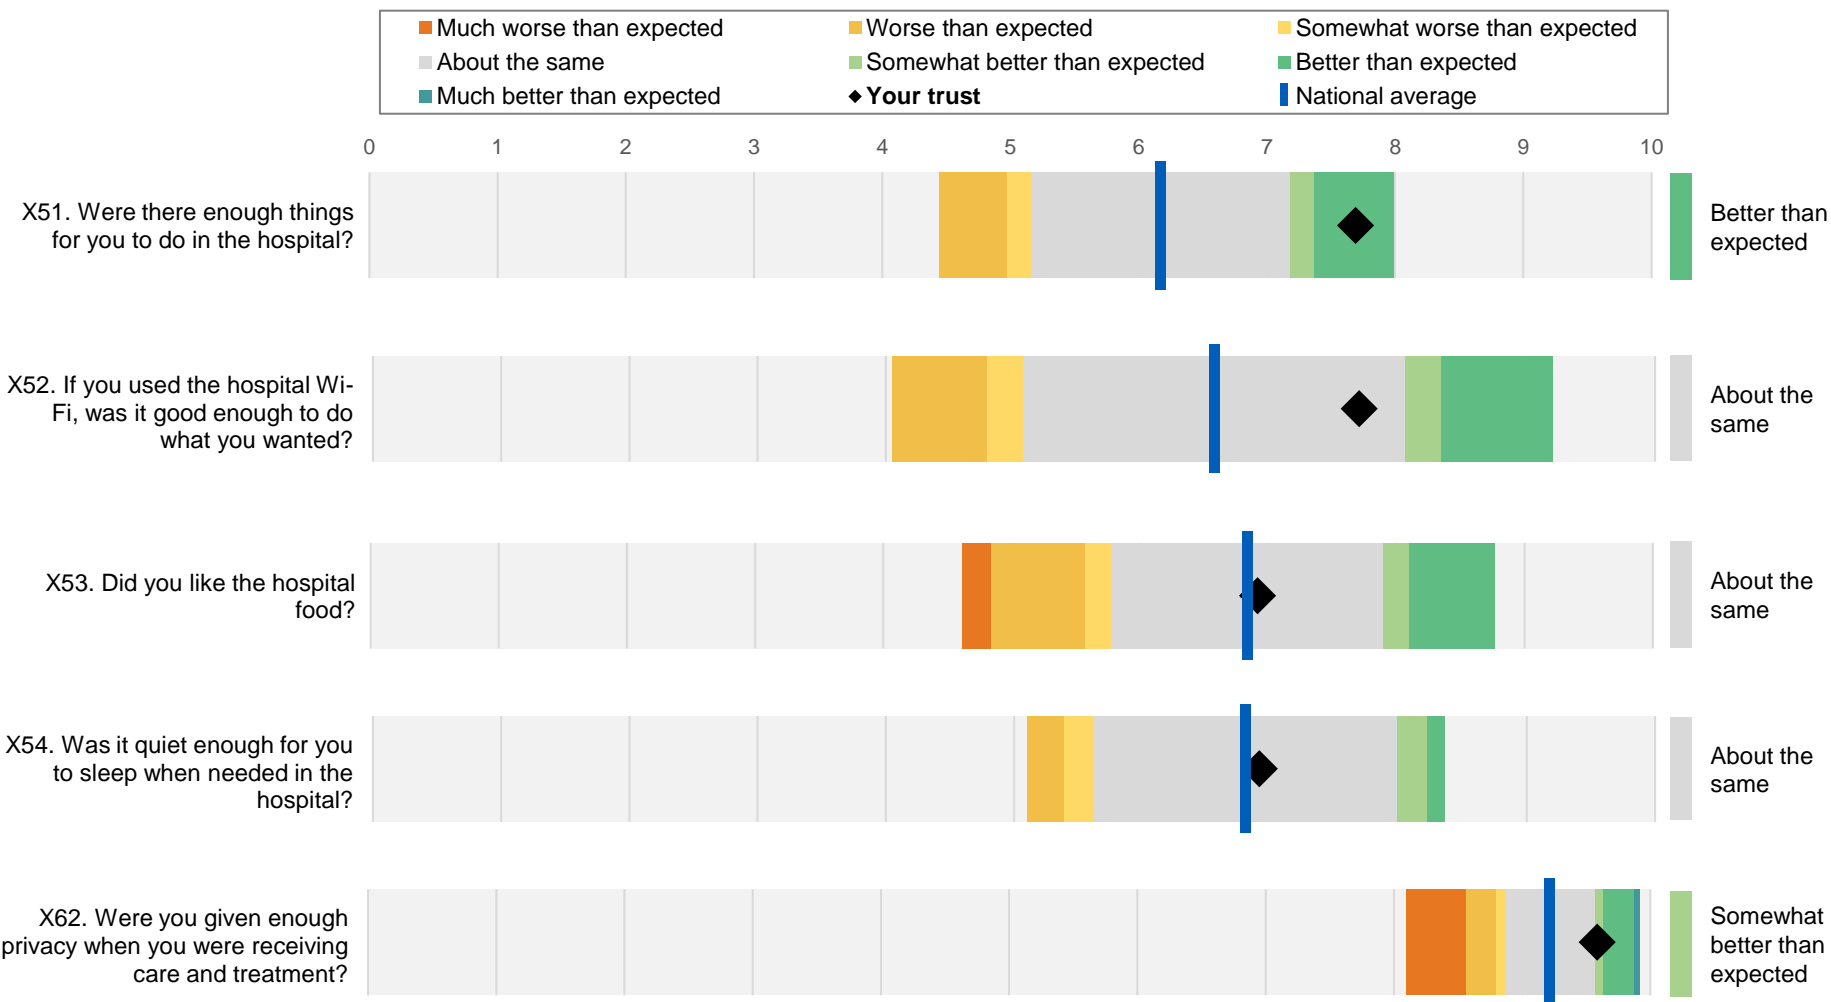 Much worse than expected
Worse than expected
Somewhat worse than expected
About the same
Somewhat better than expected
Better than expected
Much better than expected
Your trust
National average
0 1 2 3 4 5 6 7 8 9 10
X51. Were there enough things
for you to do in the hospital?
Better than
expected
X52. If you used the hospital Wi-
Fi, was it good enough to do
what you wanted?
About the
same
X53. Did you like the hospital
food?
About the
same
X54. Was it quiet enough for you
to sleep when needed in the
hospital?
About the
same
X62. Were you given enough
privacy when you were receiving
care and treatment?
Somewhat
better than
expected